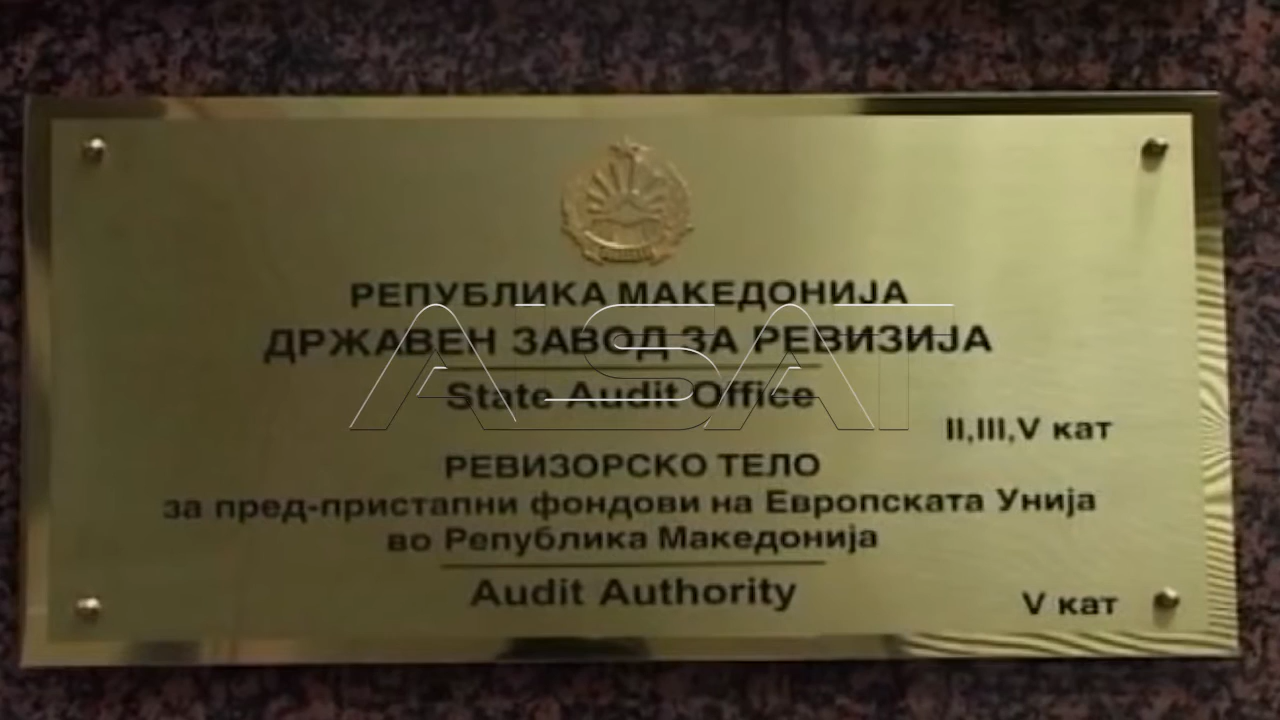 РЕПУБЛИКА МАКЕДОНИЈА
ДРЖАВЕН ЗАВОД ЗА РЕВИЗИЈА
State Audit Office
II,III,V кат
РЕВИЗОРСКО ТЕЛО
за пред-пристапни фондови на Европската Унија
во Република Македонија
Audit Authority
V кат
ALSAT